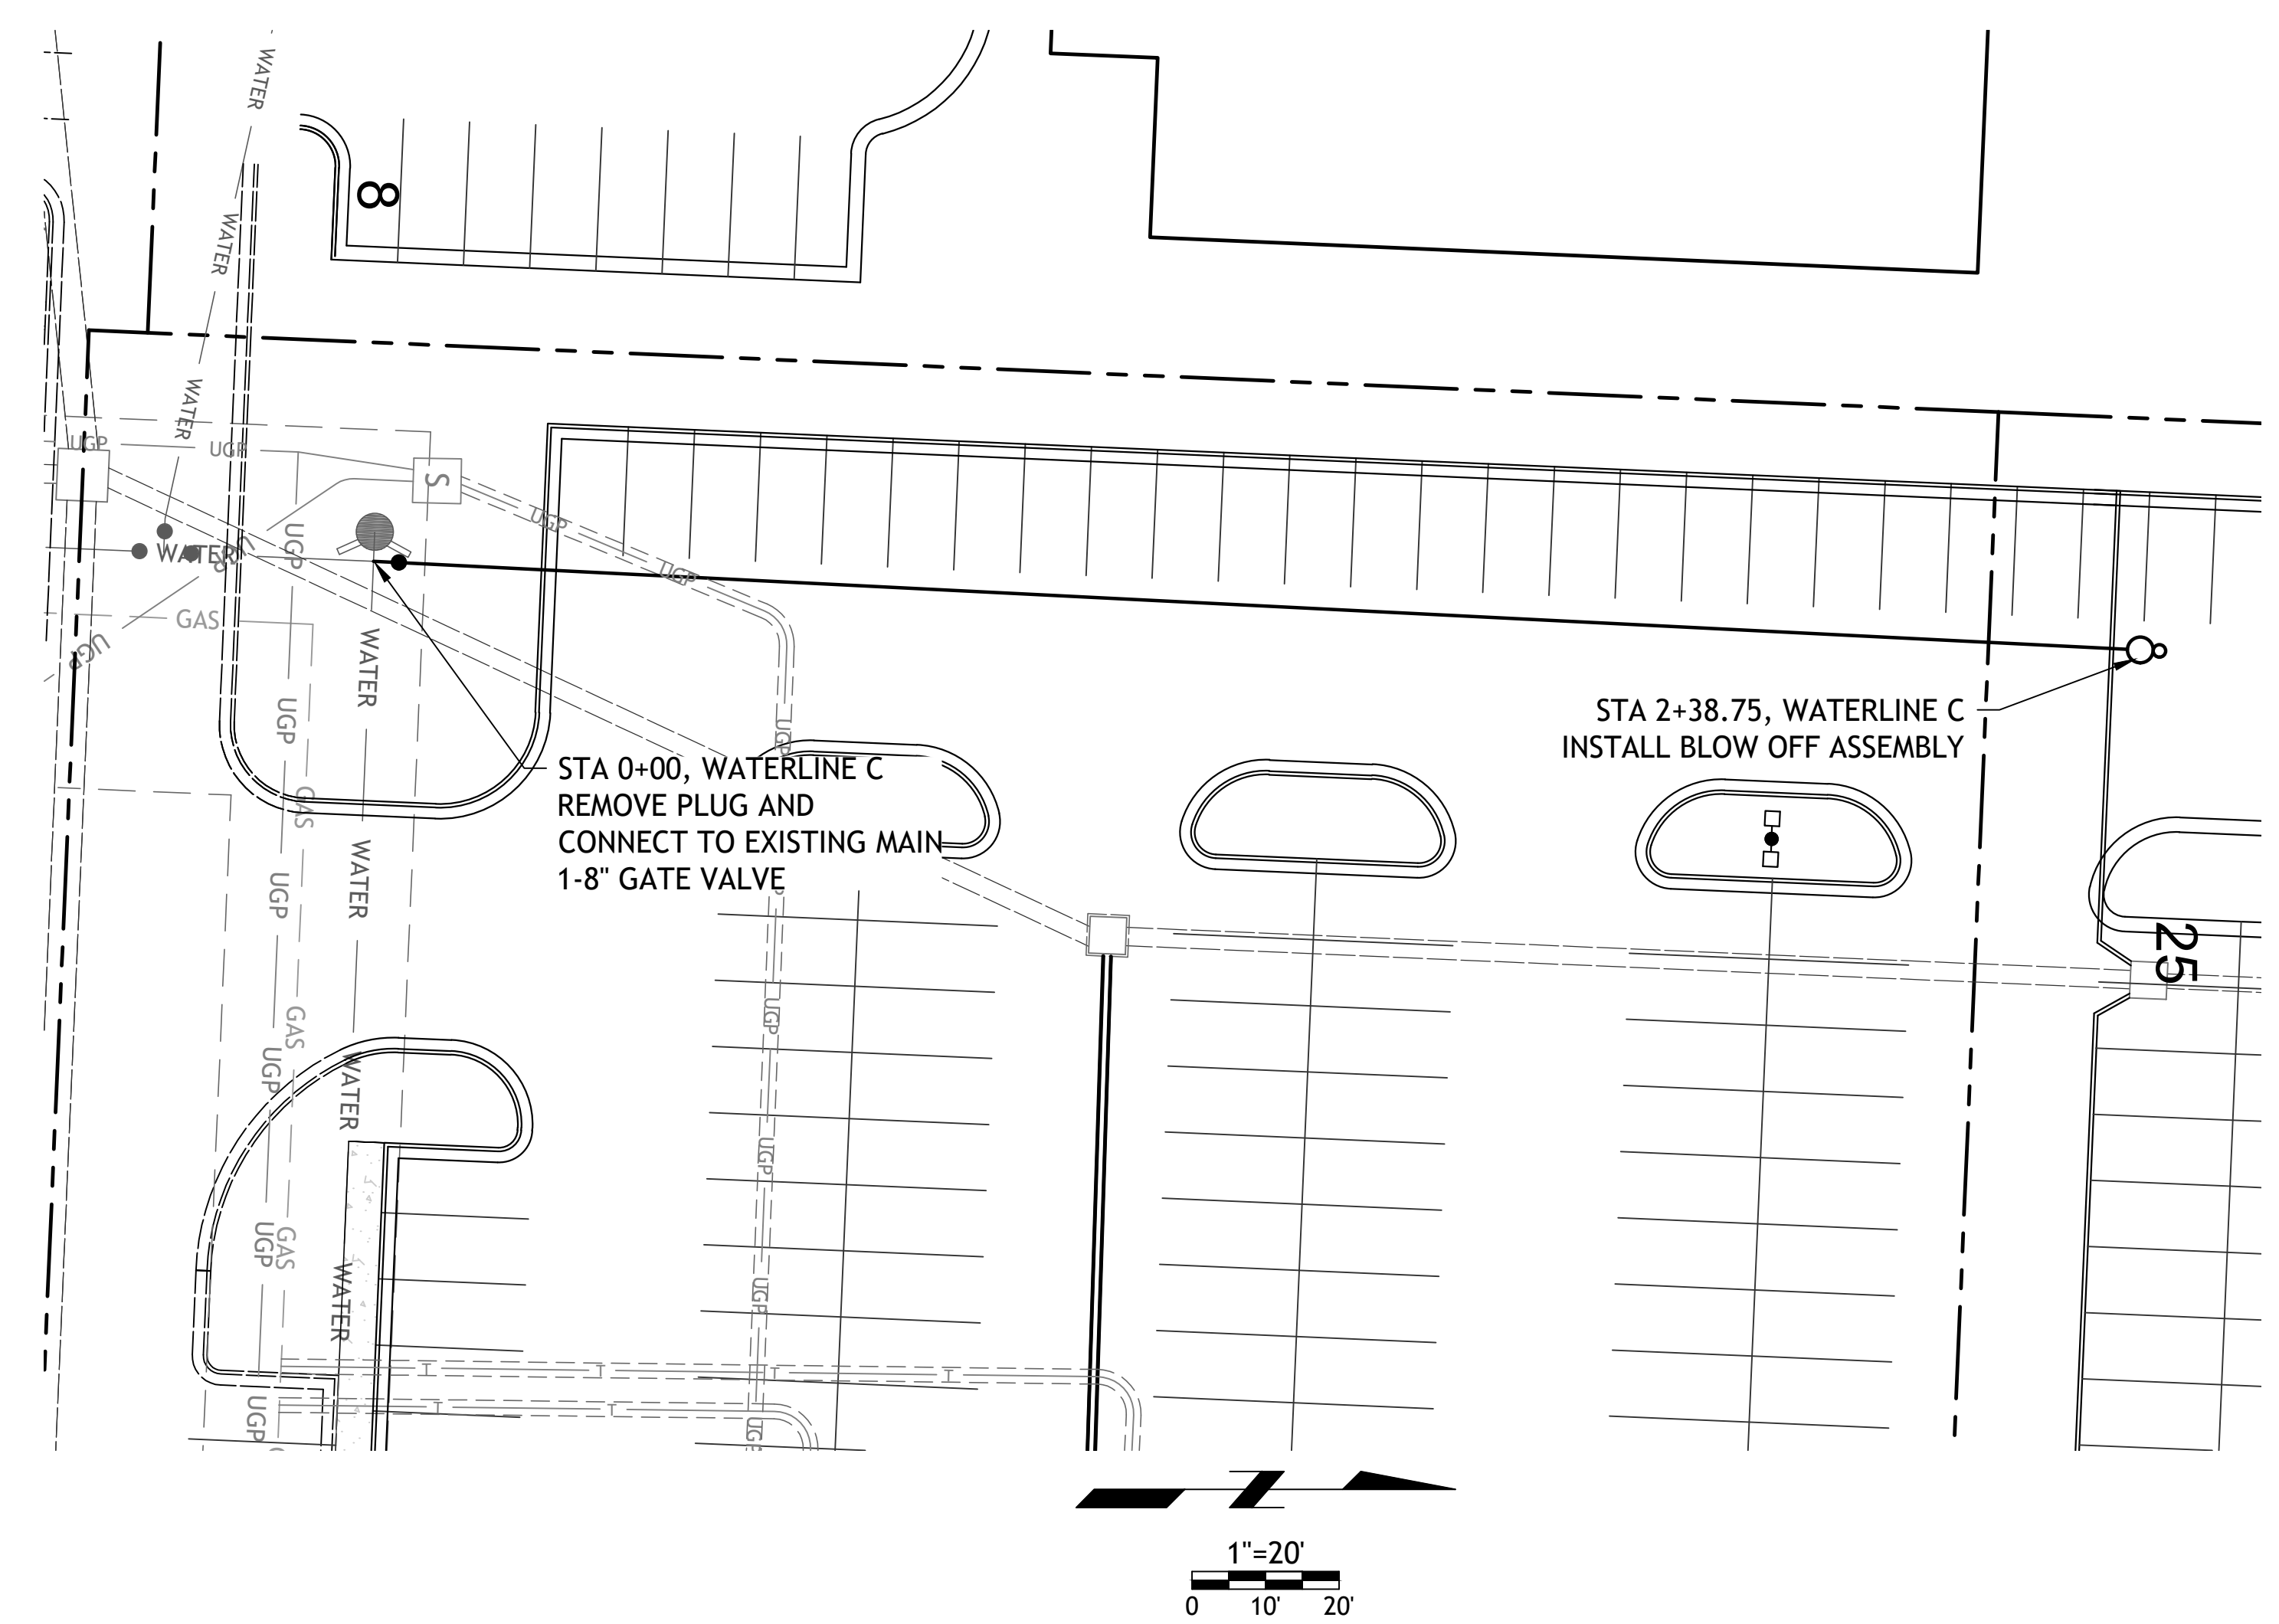 WATER
8
WATER
WATER
UGP
UGP
S
UGP
UGP
WATER
UGP
UGP
GAS
UGP
WATER
UGP
UGP
STA 2+38.75, WATERLINE C
INSTALL BLOW OFF ASSEMBLY
STA 0+00, WATERLINE C
REMOVE PLUG AND
CONNECT TO EXISTING MAIN
1-8" GATE VALVE
GAS
WATER
UGP
25
UGP
GAS
UGP
WATER
UGP
UGP
GAS
WATER
UGP
T
T
T
T
UGP
T
T
UGP
N
1"=20'
0
10'
20'